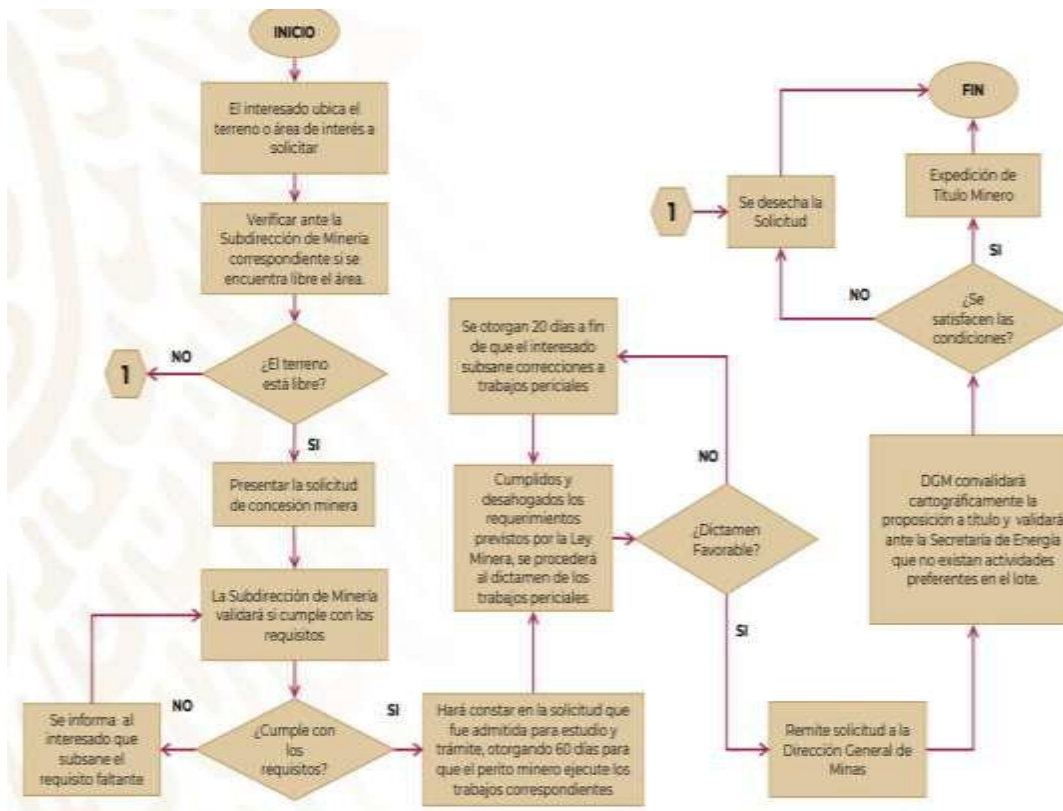 INICIO
El interesado ubica el
terreno o área de interés a
solicitar
Verificar ante la
Subdirección de Minería
correspondiente si se
encuentra libre el área.
¿El terreno
está libre?
NO
1
SI
Presentar la solicitud
de concesión minera
La Subdirección de Minería
validará si cumple con los
requisitos
¿Cumple con
los
requisitos?
NO
Se informa al
interesado que
subsane el
requisito faltante
SI
Hará constar en la solicitud que
fue admitida para estudio y
trámite, otorgando 60 días para
que el perito minero ejecute los
trabajos correspondientes
Cumplidos y
desahogados los
requerimientos
previstos por la Ley
Minera, se procederá
al dictamen de los
trabajos periciales
¿Dictamen
Favorable?
NO
Se otorgan 20 días a fin
de que el interesado
subsane correcciones a
trabajos periciales
SI
Remite solicitud a la
Dirección General de
Minas
DGM convalidará
cartográficamente la
proposición a título y validará
ante la Secretaría de Energía
que no existan actividades
preferentes en el lote.
¿Se
satisfacen las
condiciones?
NO
1
Se desecha la
Solicitud
SI
Expedición de
Título Minero
FIN